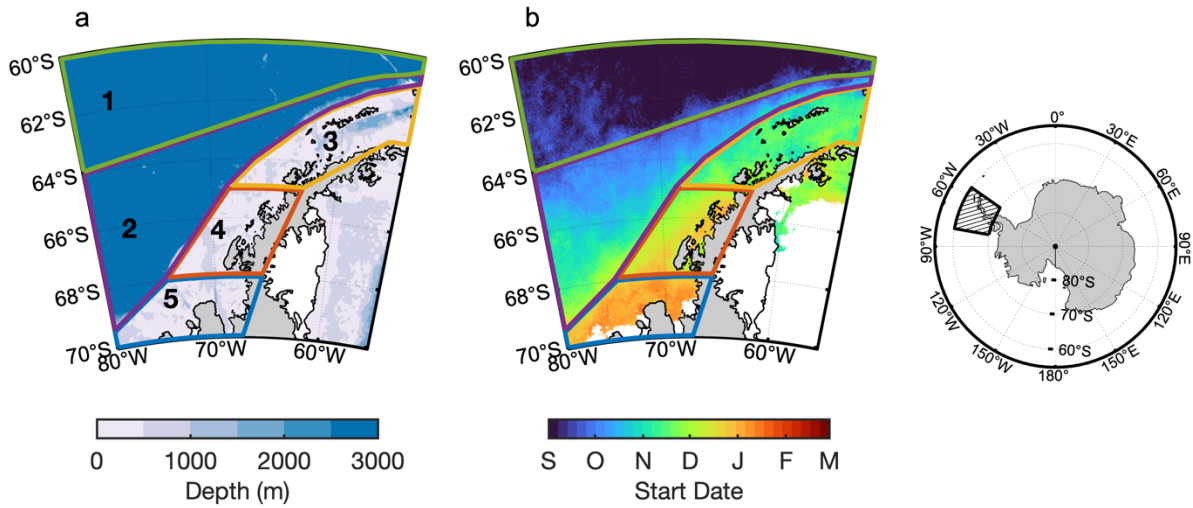 a
60°S
62°S
64°S
66°S
68°S
70°S
80°W
70°W
60°W
1
2
3
4
5
0 1000 2000 3000
Depth (m)
b
60°S
62°S
64°S
66°S
68°S
70°S
80°W
70°W
60°W
S O N D J F M
Start Date
0°
30°E
60°E
90°E
120°E
150°E
180°
150°W
120°W
90°W
60°W
30°W
80°S
70°S
60°S